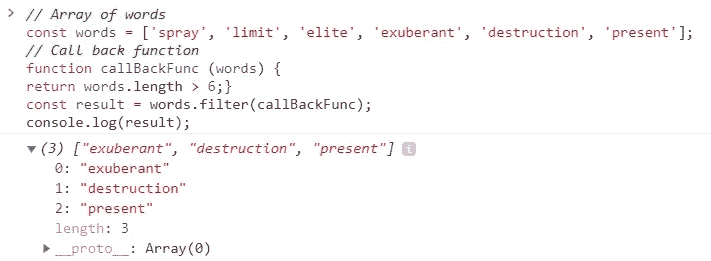 > // Array of words
const words = ['spray', 'limit', 'elite', 'exuberant', 'destruction', 'present'];
// Call back function
function callBackFunc (words) {
return words.length > 6;}
const result = words.filter(callBackFunc);
console.log(result);
▼ (3) ["exuberant", "destruction", "present"] i
0: "exuberant"
1: "destruction"
2: "present"
length: 3
▶ __proto__: Array(0)